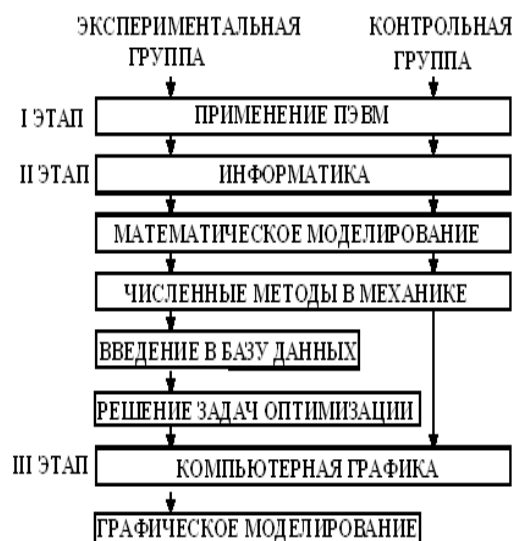 ЭКСПЕРИМЕНТАЛЬНАЯ ГРУППА
КОНТРОЛЬНАЯ ГРУППА
I ЭТАП
ПРИМЕНЕНИЕ ПЭВМ
II ЭТАП
ИНФОРМАТИКА
МАТЕМАТИЧЕСКОЕ МОДЕЛИРОВАНИЕ
ЧИСЛЕННЫЕ МЕТОДЫ В МЕХАНИКЕ
ВВЕДЕНИЕ В БАЗУ ДАННЫХ
РЕШЕНИЕ ЗАДАЧ ОПТИМИЗАЦИИ
III ЭТАП
КОМПЬЮТЕРНАЯ ГРАФИКА
ГРАФИЧЕСКОЕ МОДЕЛИРОВАНИЕ